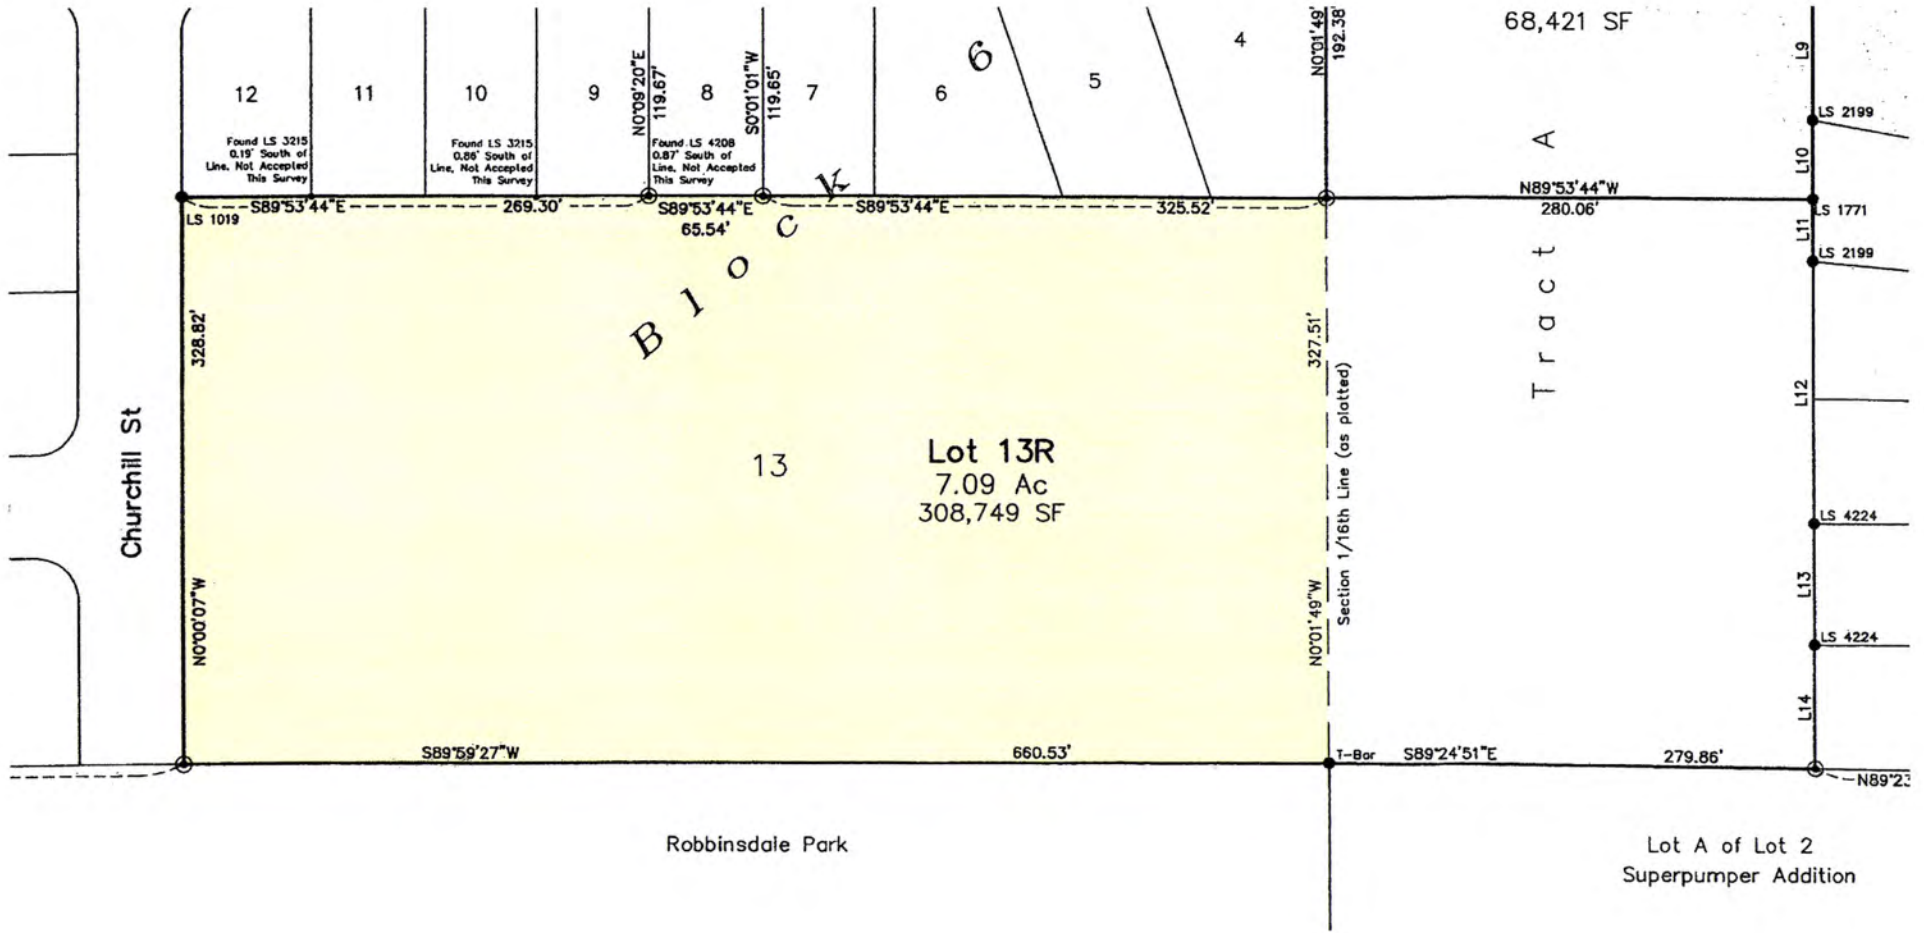 68,421 SF
N0°01'49"
192.38'
L9
4
6
5
12
11
10
9
N0°09'20"E
119.67'
8
S0°01'01"W
119.65'
7
6
LS 2199
Found LS 3215
0.19' South of
Line, Not Accepted
This Survey
Found LS 3215
0.86' South of
Line, Not Accepted
This Survey
Found LS 4208
0.87' South of
Line, Not Accepted
This Survey
L10
Tract A
N89°53'44"W
280.06'
S89°53'44"E
269.30'
S89°53'44"E
65.54'
S89°53'44"E
325.52'
LS 1019
LS 1771
L11
LS 2199
Block
328.82'
327.51'
Section 1/16th Line (as platted)
L12
Churchill St
13
Lot 13R
7.09 Ac
308,749 SF
LS 4224
N0°00'07"W
N0°01'49"W
L13
LS 4224
L14
S89°59'27"W
660.53'
T-Bar
S89°24'51"E
279.86'
N89°23
Robbinsdale Park
Lot A of Lot 2
Superpumper Addition